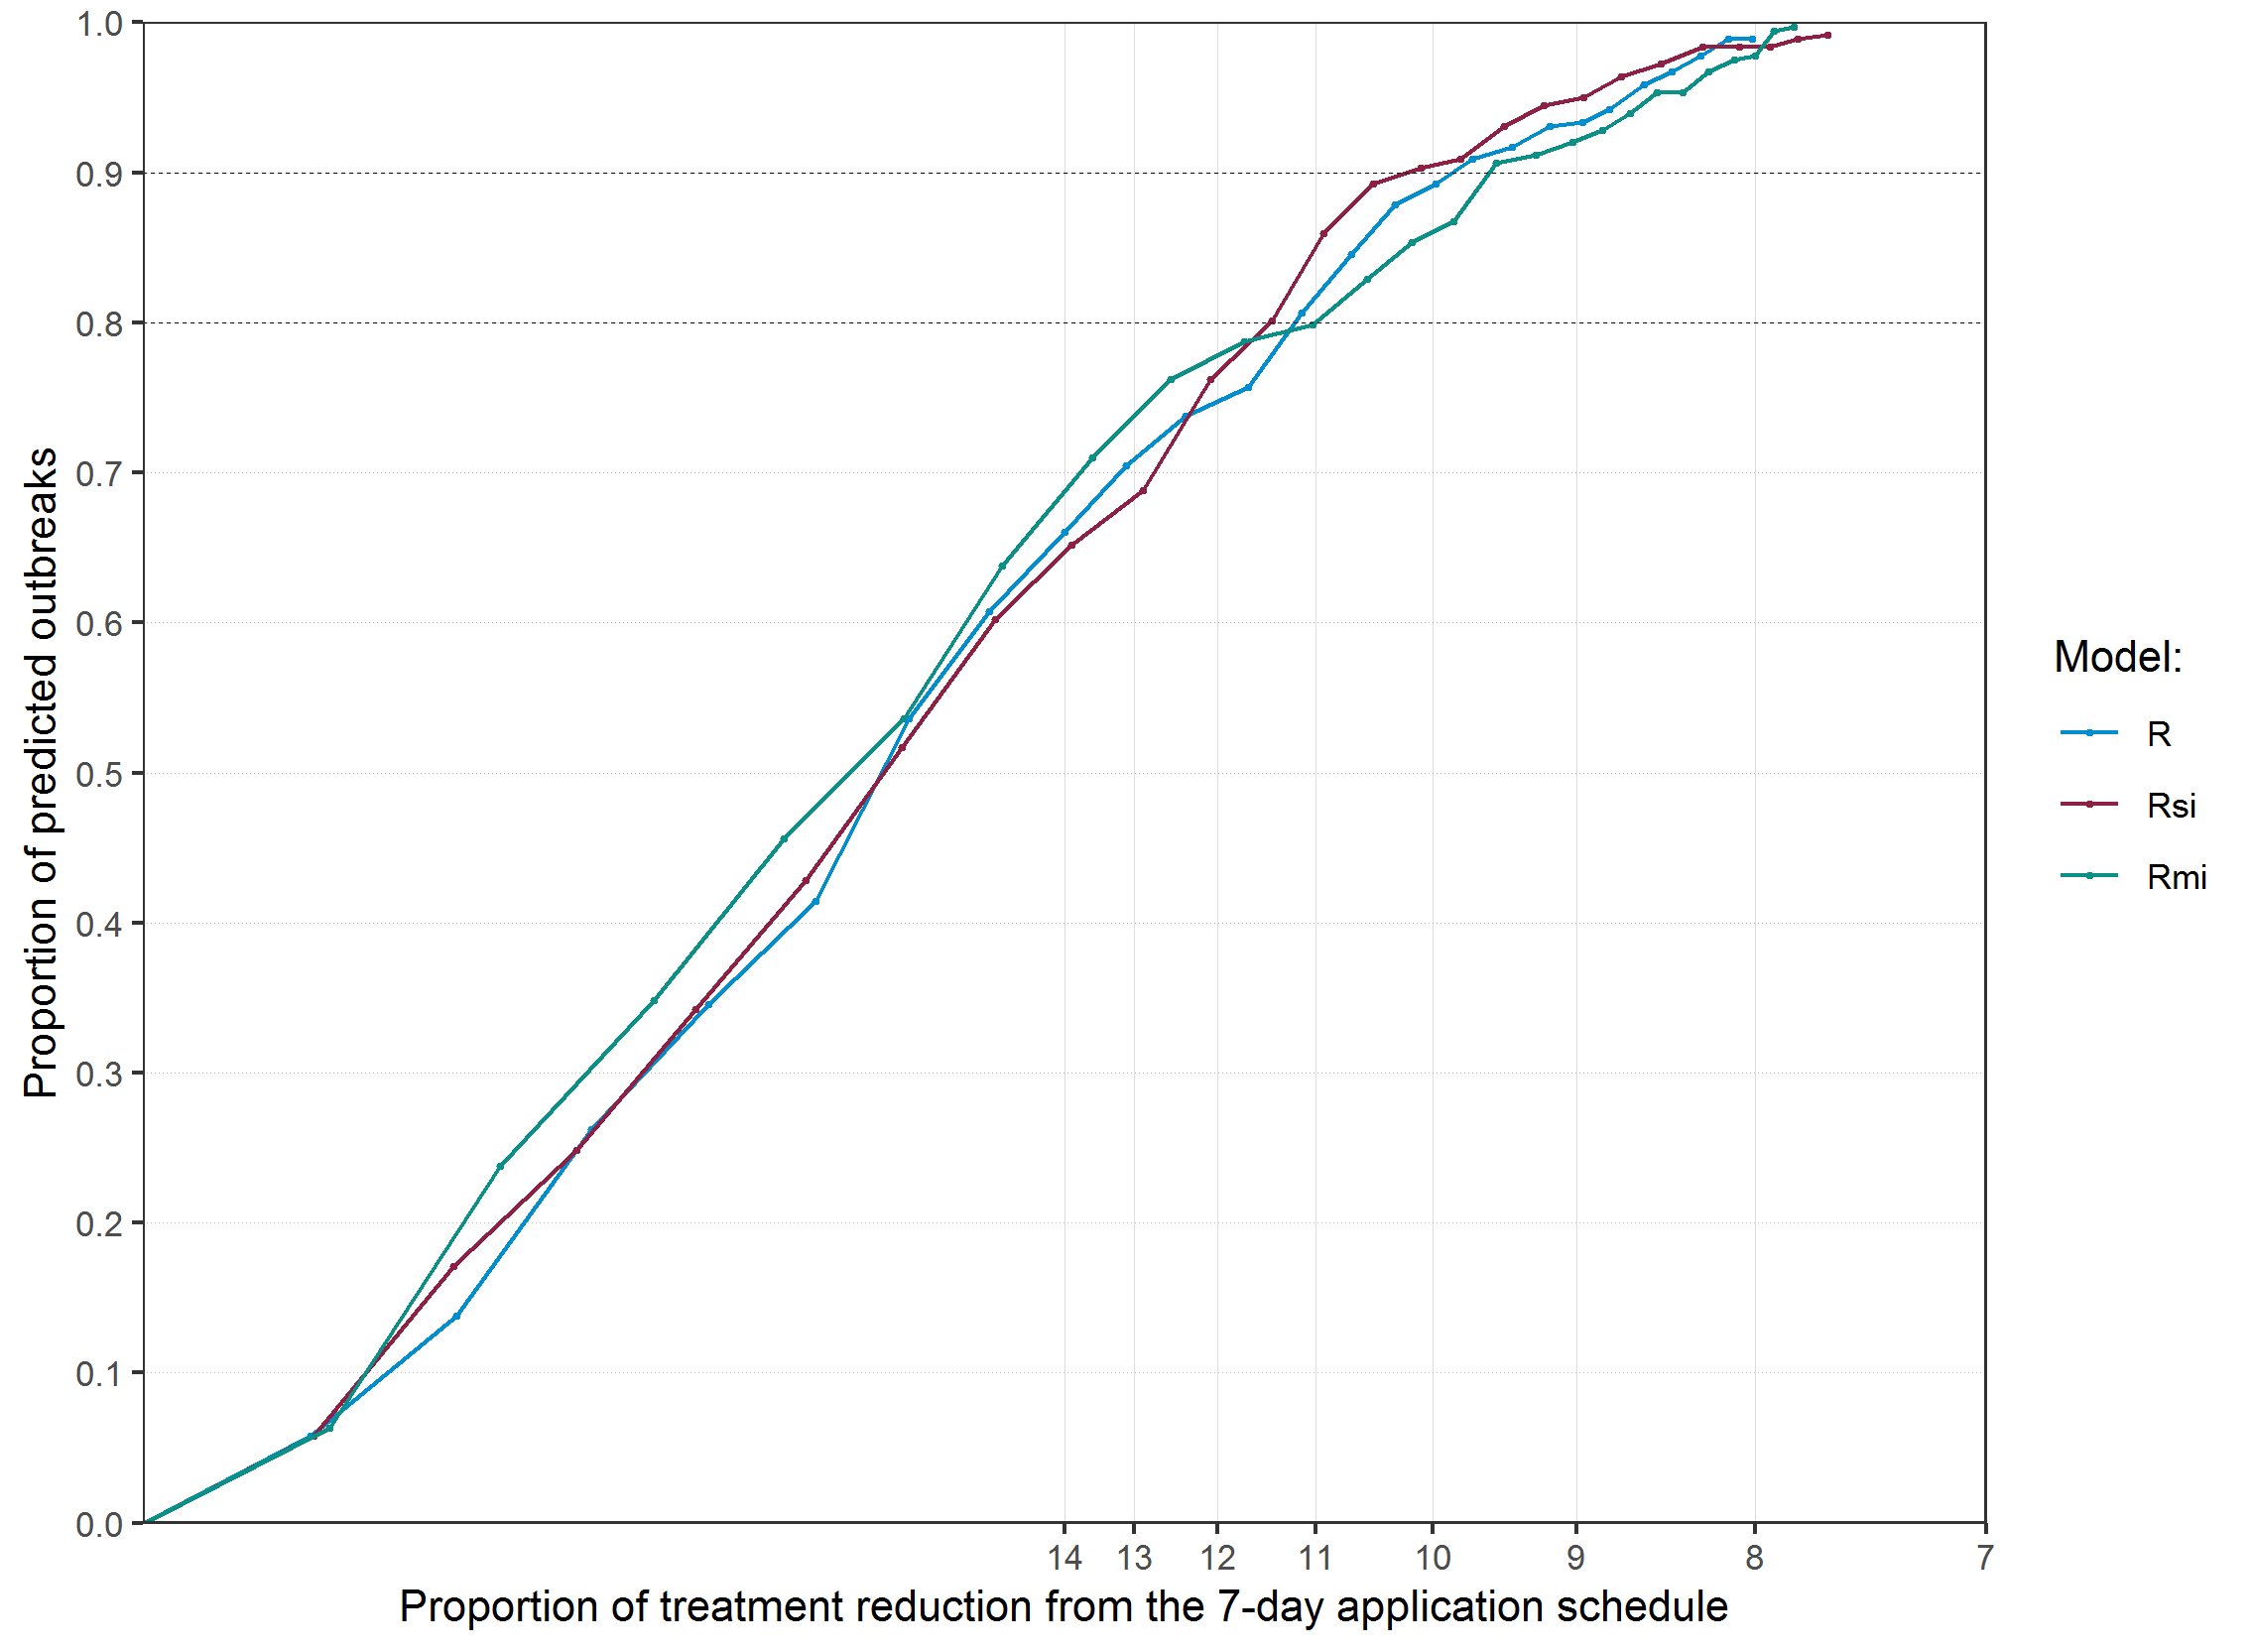 1.0
0.9
0.8
0.7
0.6
0.5
0.4
0.3
0.2
0.1
0.0
Proportion of predicted outbreaks
14 13 12 11 10 9 8 7
Proportion of treatment reduction from the 7-day application schedule
Model:
R
Rsi
Rmi